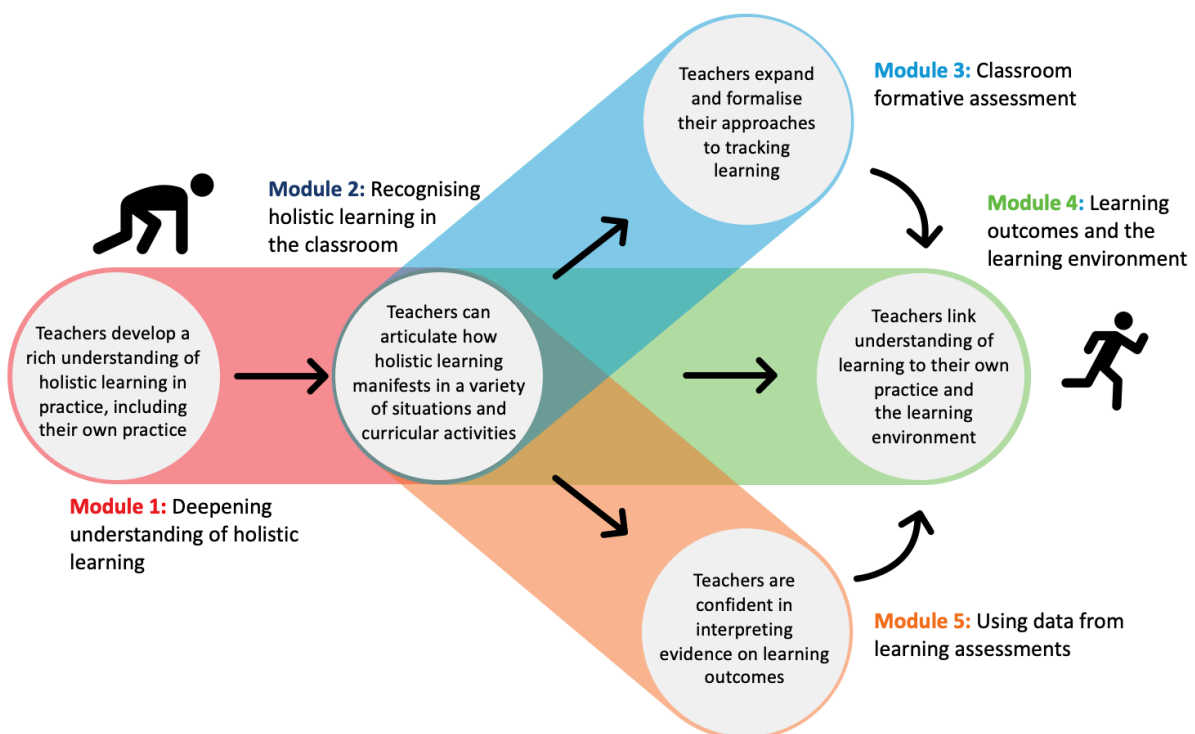 Module 1: Deepening
understanding of holistic
learning
Teachers develop a
rich understanding of
holistic learning in
practice, including
their own practice
Module 2: Recognising
holistic learning in
the classroom
Teachers can
articulate how
holistic learning
manifests in a variety
of situations and
curricular activities
Teachers expand
and formalise
their approaches
to tracking
learning
Module 3: Classroom
formative assessment
Module 4: Learning
outcomes and the
learning environment
Teachers link
understanding of
learning to their own
practice and
the learning
environment
Teachers are
confident in
interpreting
evidence on learning
outcomes
Module 5: Using data from
learning assessments